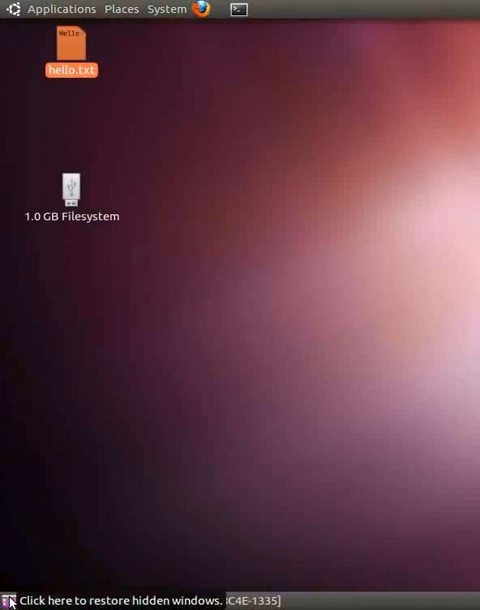 Applications Places System
Hello
hello.txt
1.0 GB Filesystem
Click here to restore hidden windows.
C4E-1335]